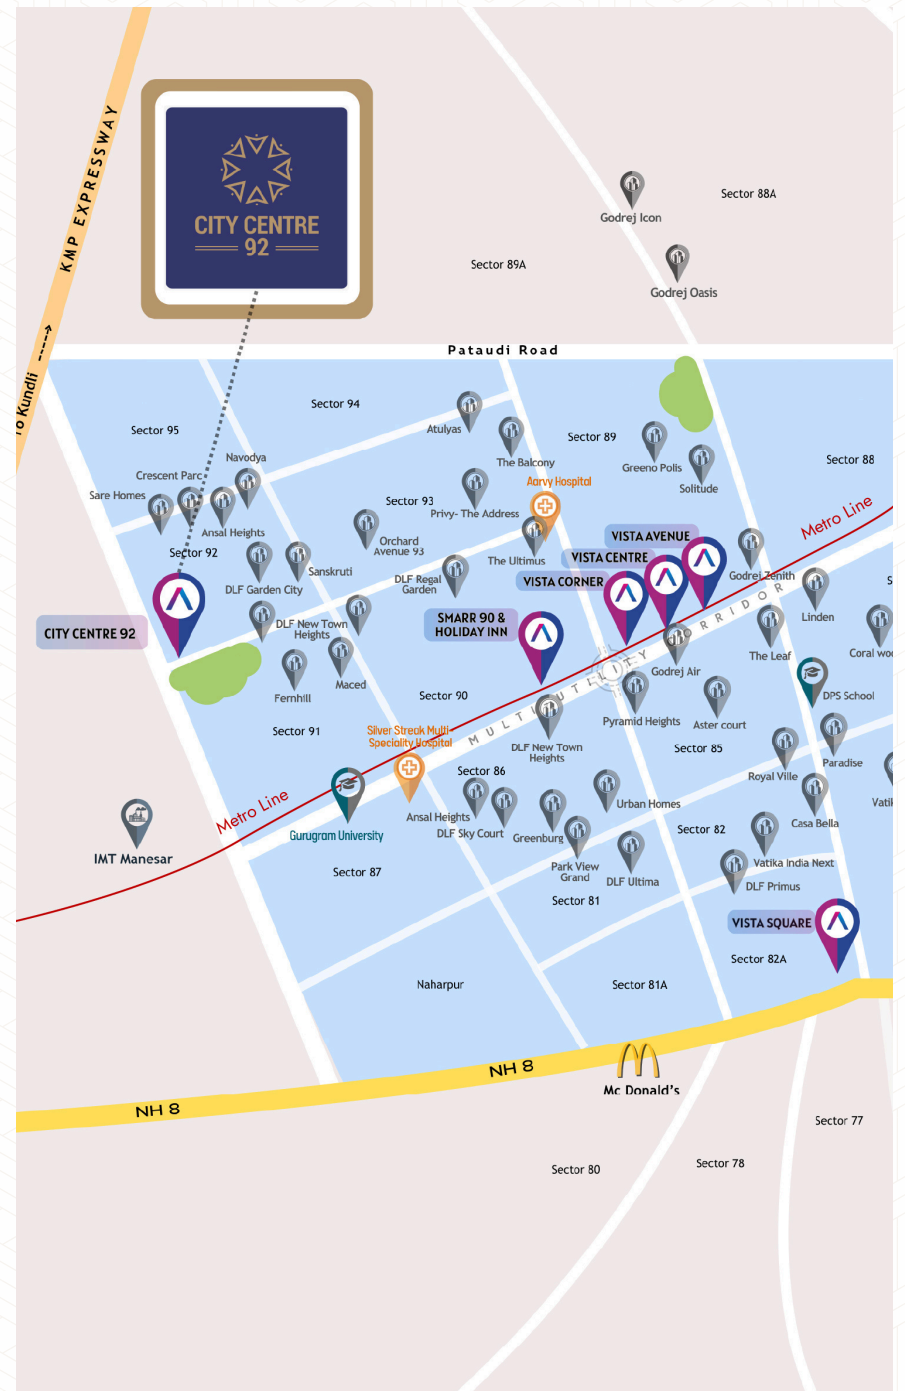 KMP EXPRESSWAY
To Kundli
CITY CENTRE
92
Godrej Icon
Sector 88A
Sector 89A
Godrej Oasis
Pataudi Road
Sector 94
Sector 95
Atulyas
Sector 89
The Balcony
Navodya
Greeno Polis
Sector 88
Crescent Parc
Aarvy Hospital
Solitude
Sare Homes
Sector 93
Privy- The Address
Metro Line
Ansal Heights
Orchard
Avenue 93
VISTA AVENUE
Sector 92
The Ultimus
VISTA CENTRE
Sanskruti
DLF Regal
Garden
VISTA CORNER
Godrej Zenith
DLF Garden City
Linden
CITY CENTRE 92
DLF New Town
Heights
SMARR 90 &
HOLIDAY INN
MULTI UTILITY CORRIDOR
The Leaf
Coral woo
Godrej Air
Fernhill
Maced
Sector 90
DPS School
Sector 91
Silver Streak Multi-
Speciality Hospital
Pyramid Heights
Aster court
DLF New Town
Heights
Sector 85
Sector 86
Royal Ville
Paradise
Metro Line
Ansal Heights
Urban Homes
Vatik
Gurugram University
DLF Sky Court
Greenburg
Sector 82
Casa Bella
IMT Manesar
Sector 87
Park View
Grand
DLF Ultima
Vatika India Next
DLF Primus
Sector 81
VISTA SQUARE
Sector 82A
Naharpur
Sector 81A
NH 8
NH 8
Mc Donald's
Sector 77
Sector 80
Sector 78